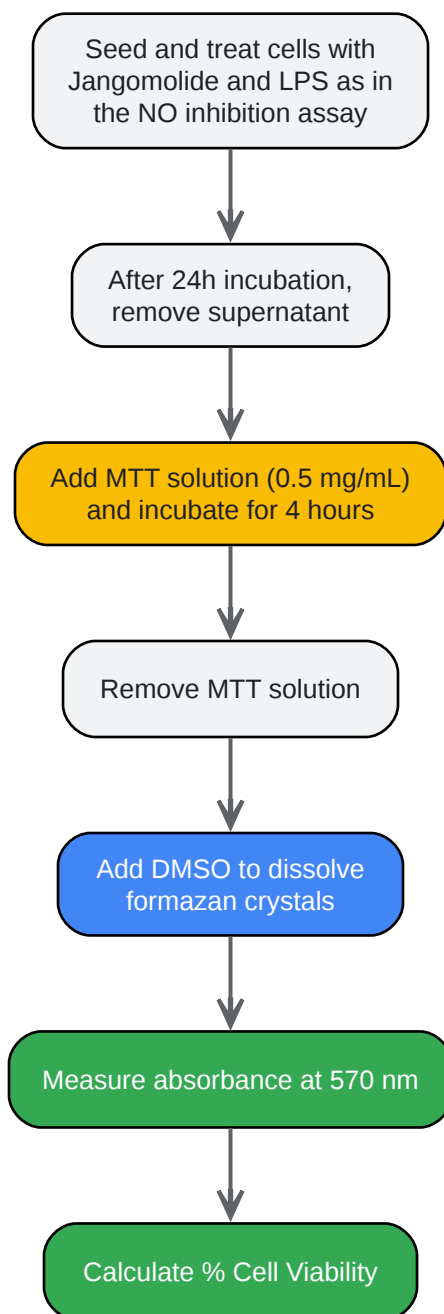 Seed and treat cells with
Jangomolide and LPS as in
the NO inhibition assay
After 24h incubation,
remove supernatant
Add MTT solution (0.5 mg/mL)
and incubate for 4 hours
Remove MTT solution
Add DMSO to dissolve
formazan crystals
Measure absorbance at 570 nm
Calculate % Cell Viability